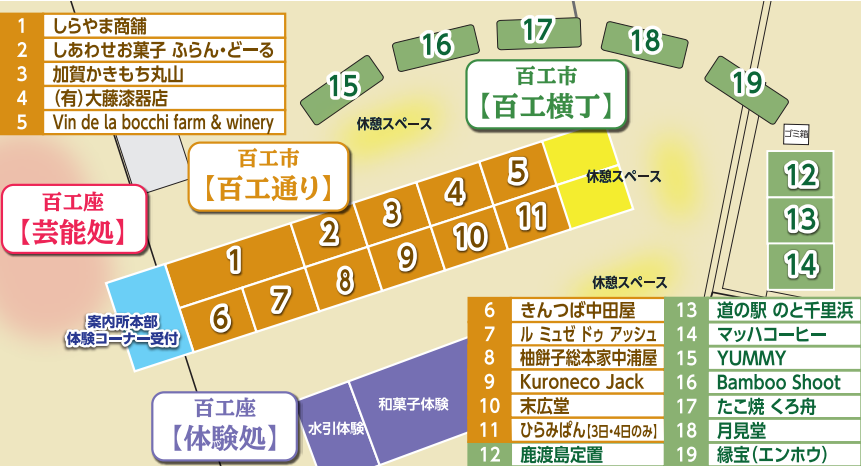 1 しらやま商舗
2 しあわせお菓子 ふらん・どーる
3 加賀かきもち丸山
4 (有)大藤漆器店
5 Vin de la bocchi farm & winery
15
16
17
18
19
百工市
【百工横丁】
休憩スペース
ゴミ箱
百工市
【百工通り】
百工座
【芸能処】
休憩スペース
12
13
14
1
2
3
4
5
6
7
8
9
10
11
休憩スペース
案内所本部
体験コーナー受付
百工座
【体験処】
水引体験
和菓子体験
6 きんつば中田屋
7 ル ミュゼ ドゥ アッシュ
8 柚餅子総本家中浦屋
9 Kuroneco Jack
10 末広堂
11 ひらみぱん【3日・4日のみ】
12 鹿渡島定置
13 道の駅 のと千里浜
14 マッハコーヒー
15 YUMMY
16 Bamboo Shoot
17 たこ焼 くろ舟
18 月見堂
19 縁宝(エンホウ)